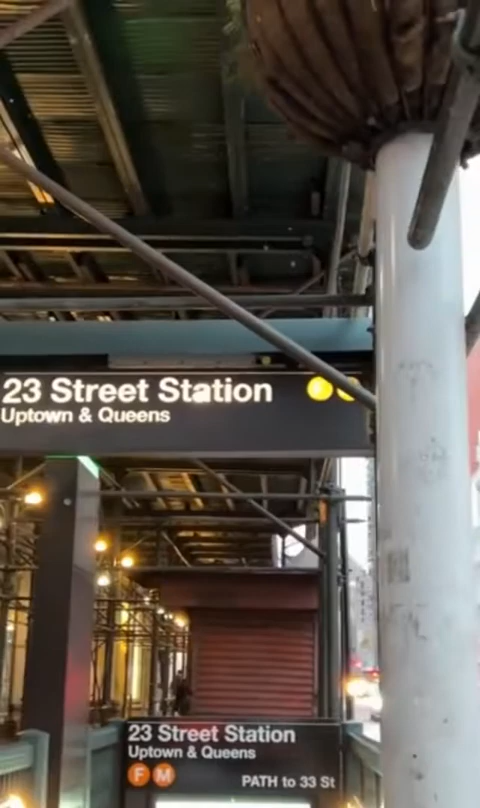 23 Street Station
Uptown & Queens
23 Street Station
Uptown & Queens
F M
PATH to 33 St